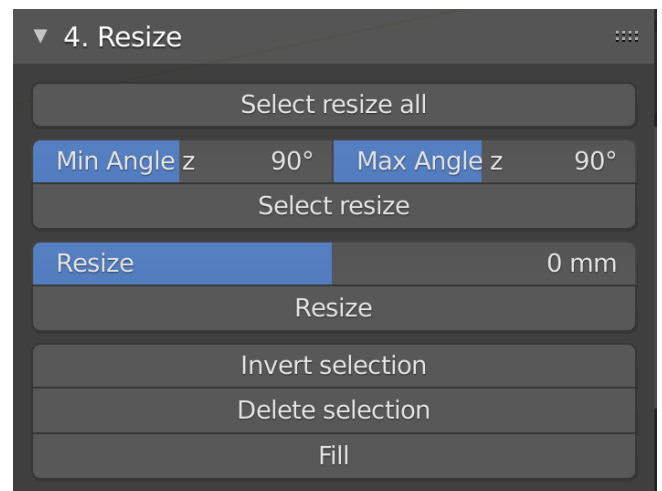 4. Resize
Select resize all
Min Angle z 90° Max Angle z 90°
Select resize
Resize 0 mm
Resize
Invert selection
Delete selection
Fill